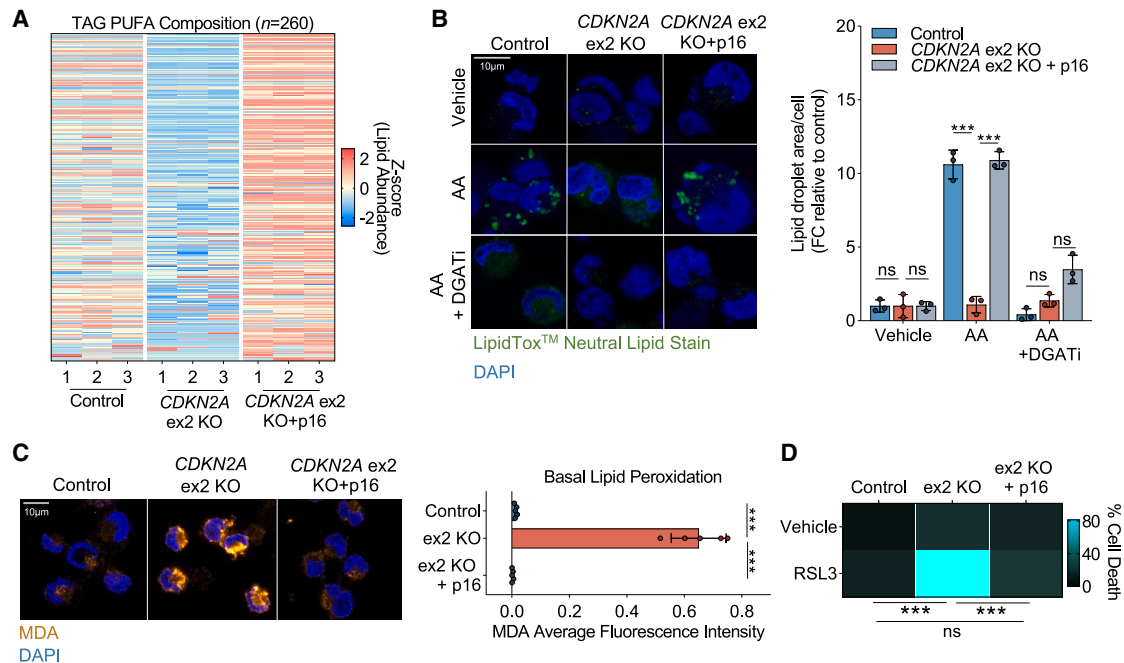 A
TAG PUFA Composition (n=260)
2
0
-2
Z-score
(Lipid Abundance)
1 2 3 1 2 3 1 2 3
Control
CDKN2A
ex2 KO
CDKN2A ex2
KO+p16
B
Control
CDKN2A
ex2 KO
CDKN2A ex2
KO+p16
10μm
Vehicle
AA
AA
+ DGATi
LipidTox™ Neutral Lipid Stain
DAPI
Control
CDKN2A ex2 KO
CDKN2A ex2 KO + p16
Lipid droplet area/cell
(FC relative to control)
20
15
10
5
0
ns ns
*** ***
ns ns
Vehicle
AA
AA
+DGATi
C
Control
CDKN2A
ex2 KO
CDKN2A ex2
KO+p16
10μm
MDA
DAPI
Basal Lipid Peroxidation
Control
ex2 KO
ex2 KO
+ p16
***
***
0.0 0.2 0.4 0.6 0.8
MDA Average Fluorescence Intensity
D
Control
ex2 KO
ex2 KO
+ p16
Vehicle
RSL3
80
40
0
% Cell Death
*** ***
ns